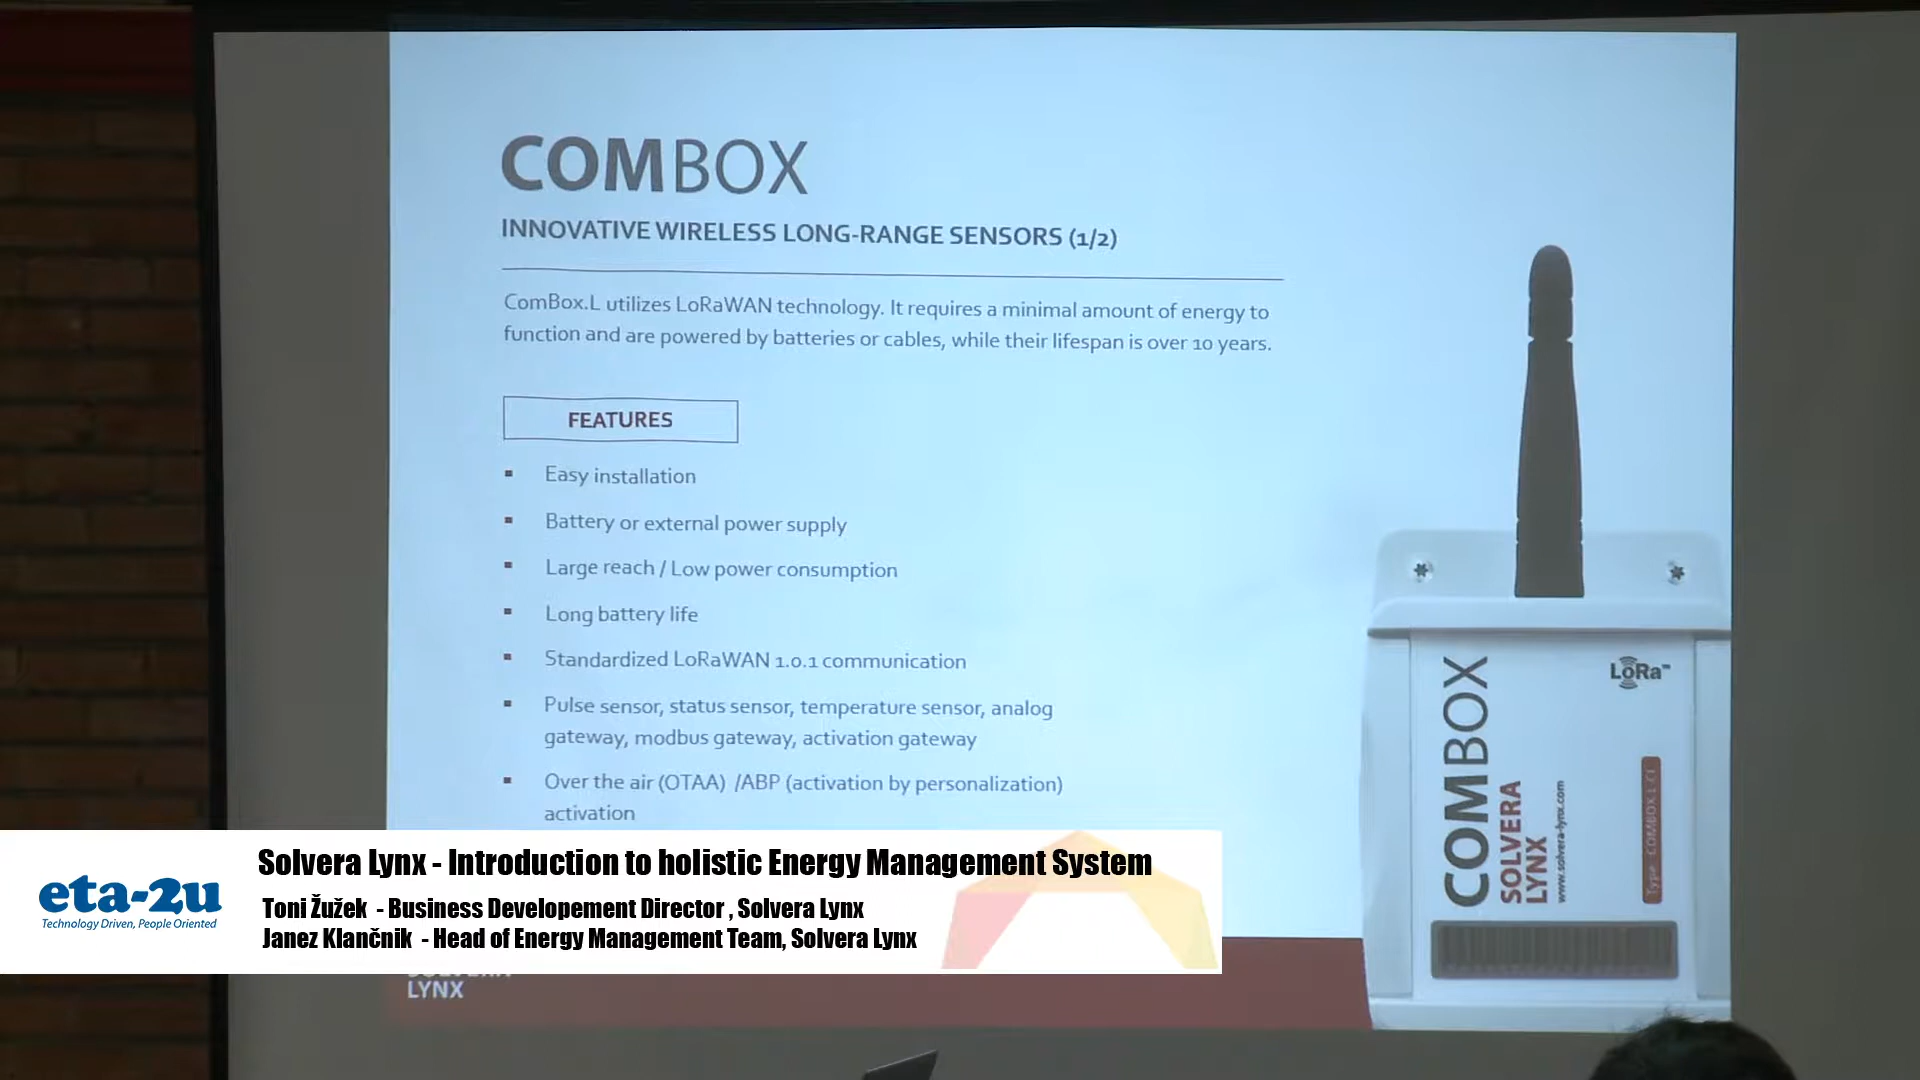 COMBOX
INNOVATIVE WIRELESS LONG-RANGE SENSORS (1/2)
ComBox.L utilizes LoRaWAN technology. It requires a minimal amount of energy to
function and are powered by batteries or cables, while their lifespan is over 10 years.
FEATURES
▪ Easy installation
▪ Battery or external power supply
▪ Large reach / Low power consumption
▪ Long battery life
▪ Standardized LoRaWAN 1.0.1 communication
▪ Pulse sensor, status sensor, temperature sensor, analog
gateway, modbus gateway, activation gateway
▪ Over the air (OTAA) /ABP (activation by personalization)
activation
LoRa™
COMBOX
SOLVERA
LYNX
www.solvera-lynx.com
Type: COMBOX.L-CI
eta-2u
Technology Driven, People Oriented
Solvera Lynx - Introduction to holistic Energy Management System
Toni Žužek - Business Developement Director , Solvera Lynx
Janez Klančnik - Head of Energy Management Team, Solvera Lynx
SOLVERA
LYNX